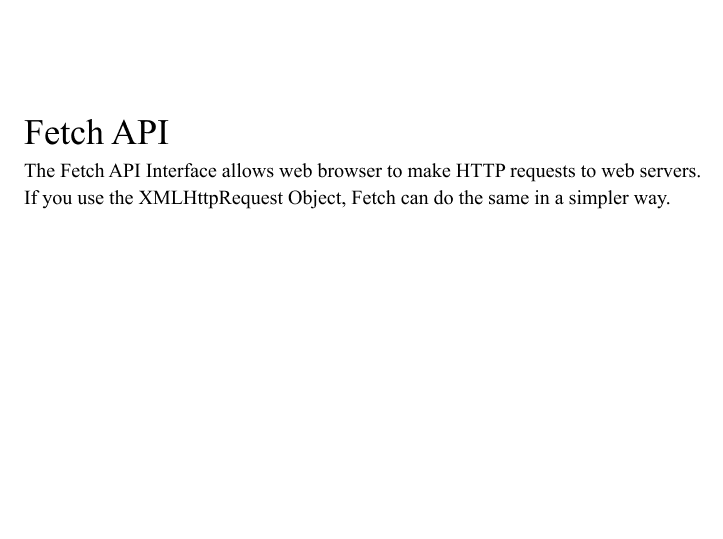 Fetch API
The Fetch API Interface allows web browser to make HTTP requests to web servers.
If you use the XMLHttpRequest Object, Fetch can do the same in a simpler way.